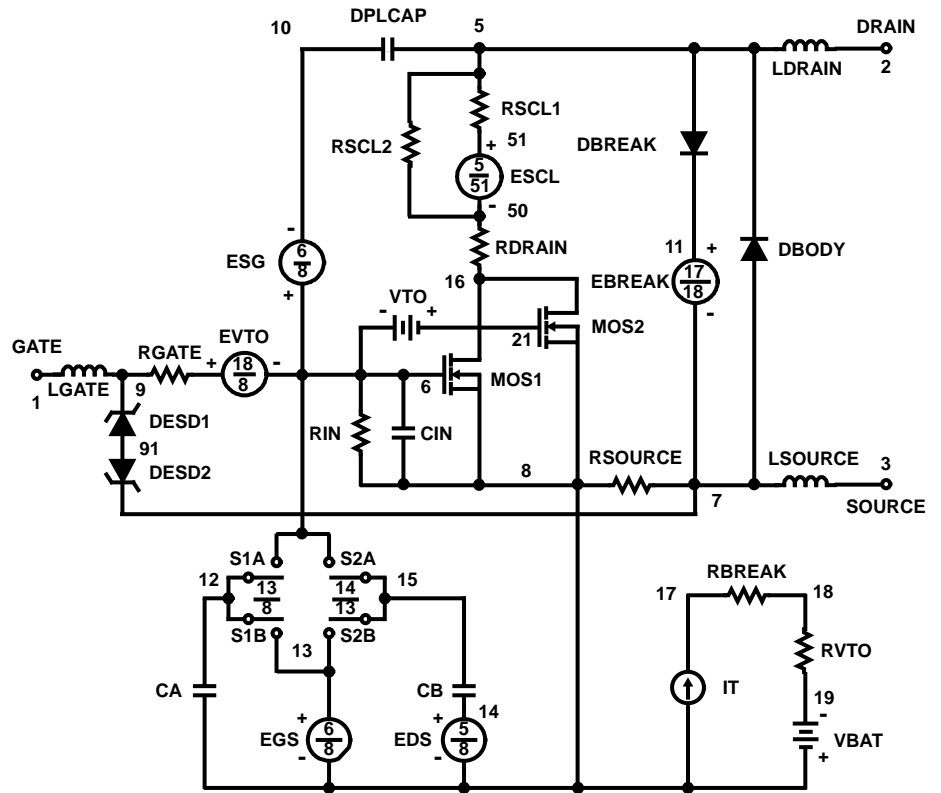 DPLCAP
10
5
DRAIN
2
LDRAIN
RSCL1
RSCL2
51
+
5
51
ESCL
-
50
DBREAK
RDRAIN
11
+
17
18
EBREAK
-
DBODY
-
ESG
6
8
+
16
VTO
+
21
MOS2
GATE
1
LGATE
RGATE
9
EVTO
+
18
8
-
6
MOS1
DESD1
91
DESD2
RIN
CIN
8
RSOURCE
7
LSOURCE
3
SOURCE
S1A
S2A
12
13
8
14
13
15
S1B
S2B
13
CA
CB
14
+
6
8
-
EGS
+
5
8
-
EDS
RBREAK
17
18
RVTO
IT
19
-
VBAT
+